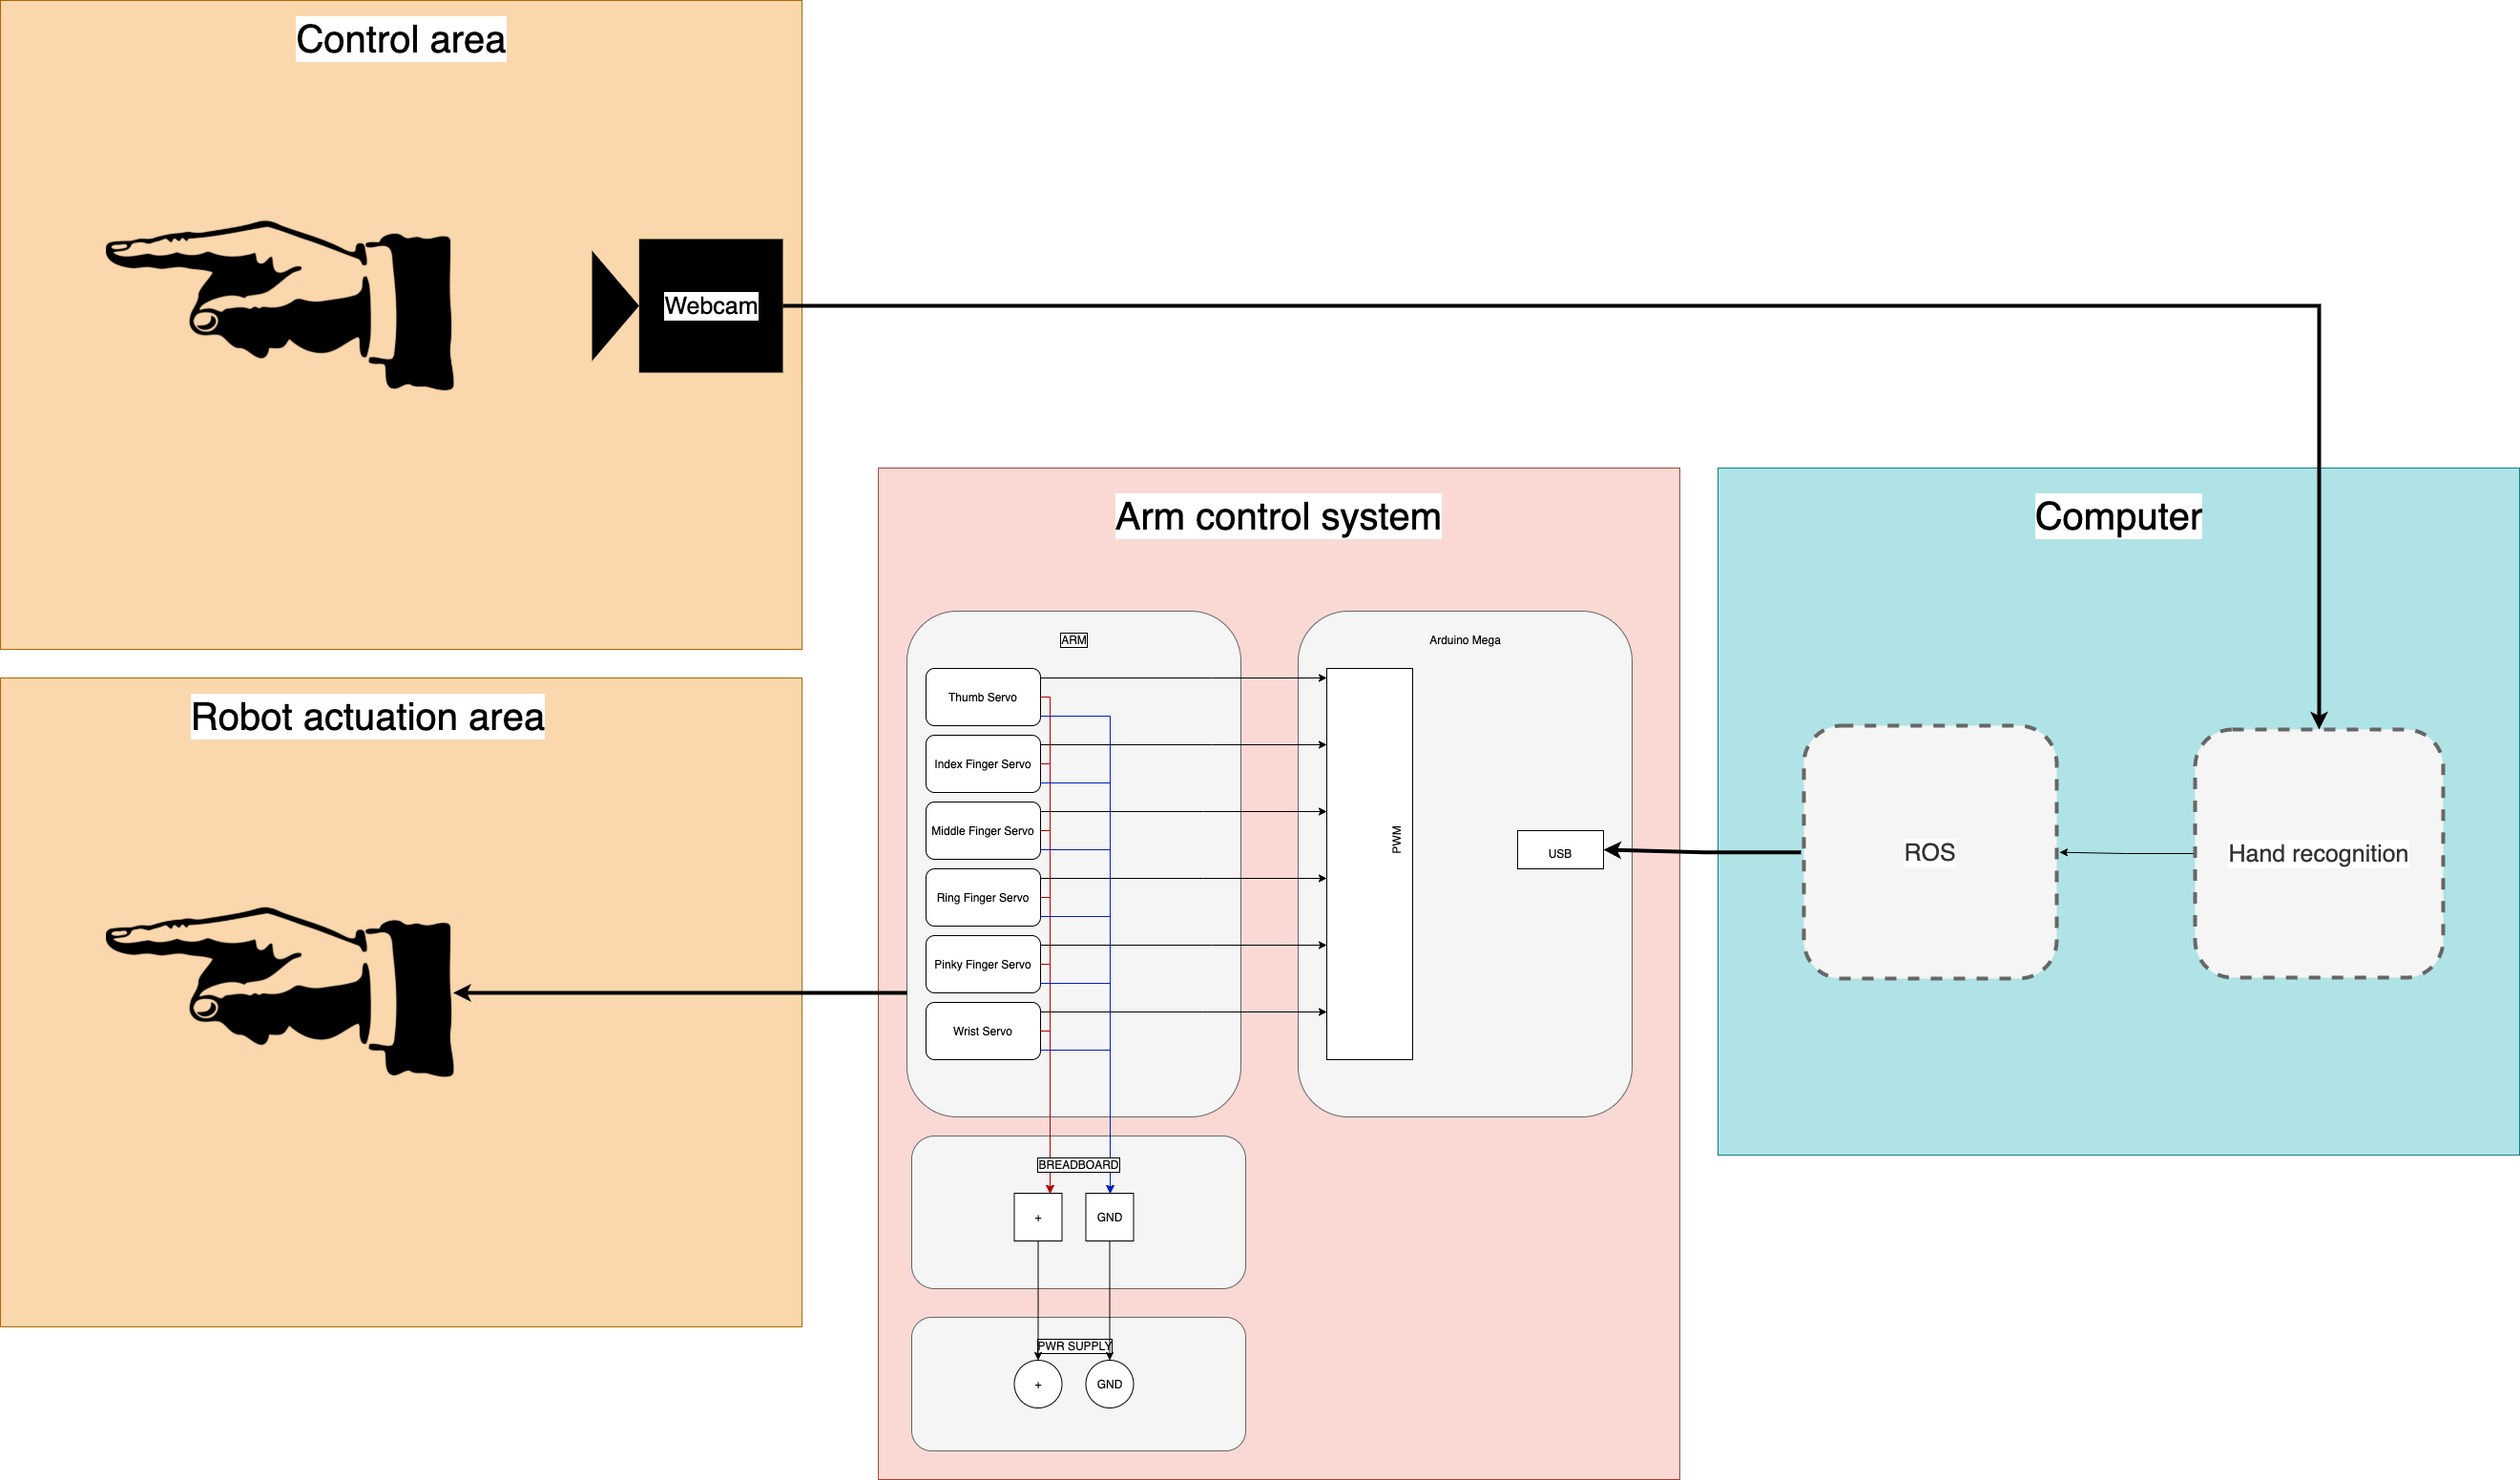 Control area
Webcam
Robot actuation area
Arm control system
ARM
Thumb Servo
Index Finger Servo
Middle Finger Servo
Ring Finger Servo
Pinky Finger Servo
Wrist Servo
Arduino Mega
PWM
USB
BREADBOARD
+
GND
PWR SUPPLY
+
GND
Computer
ROS
Hand recognition